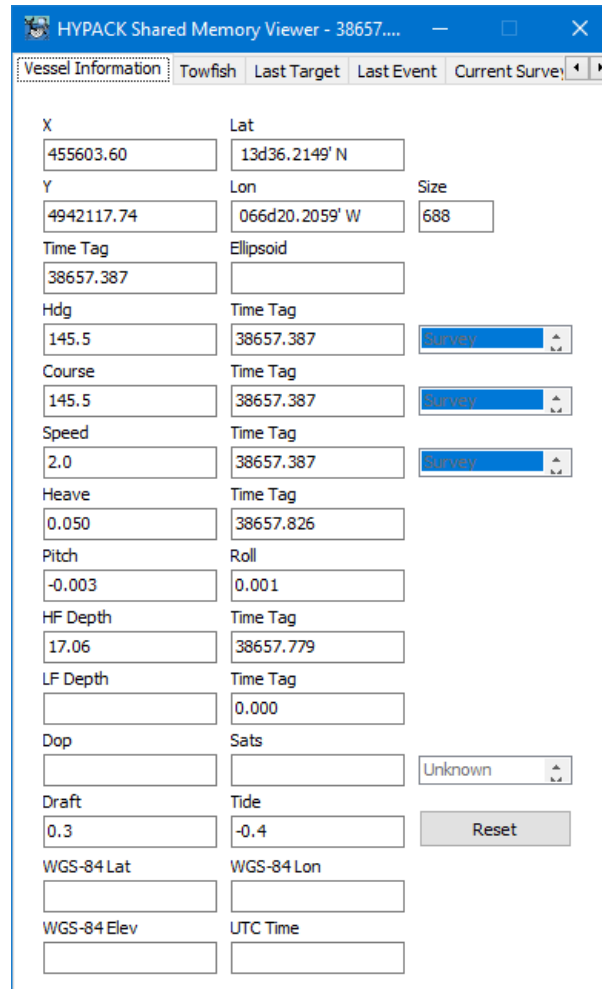 HYPACK Shared Memory Viewer - 38657....
Vessel Information Towfish Last Target Last Event Current Survey
X Lat
455603.60 13d36.2149' N
Y Lon Size
4942117.74 066d20.2059' W 688
Time Tag Ellipsoid
38657.387
Hdg Time Tag
145.5 38657.387 Survey
Course Time Tag
145.5 38657.387 Survey
Speed Time Tag
2.0 38657.387 Survey
Heave Time Tag
0.050 38657.826
Pitch Roll
-0.003 0.001
HF Depth Time Tag
17.06 38657.779
LF Depth Time Tag
0.000
Dop Sats
Unknown
Draft Tide
0.3 -0.4 Reset
WGS-84 Lat WGS-84 Lon
WGS-84 Elev UTC Time